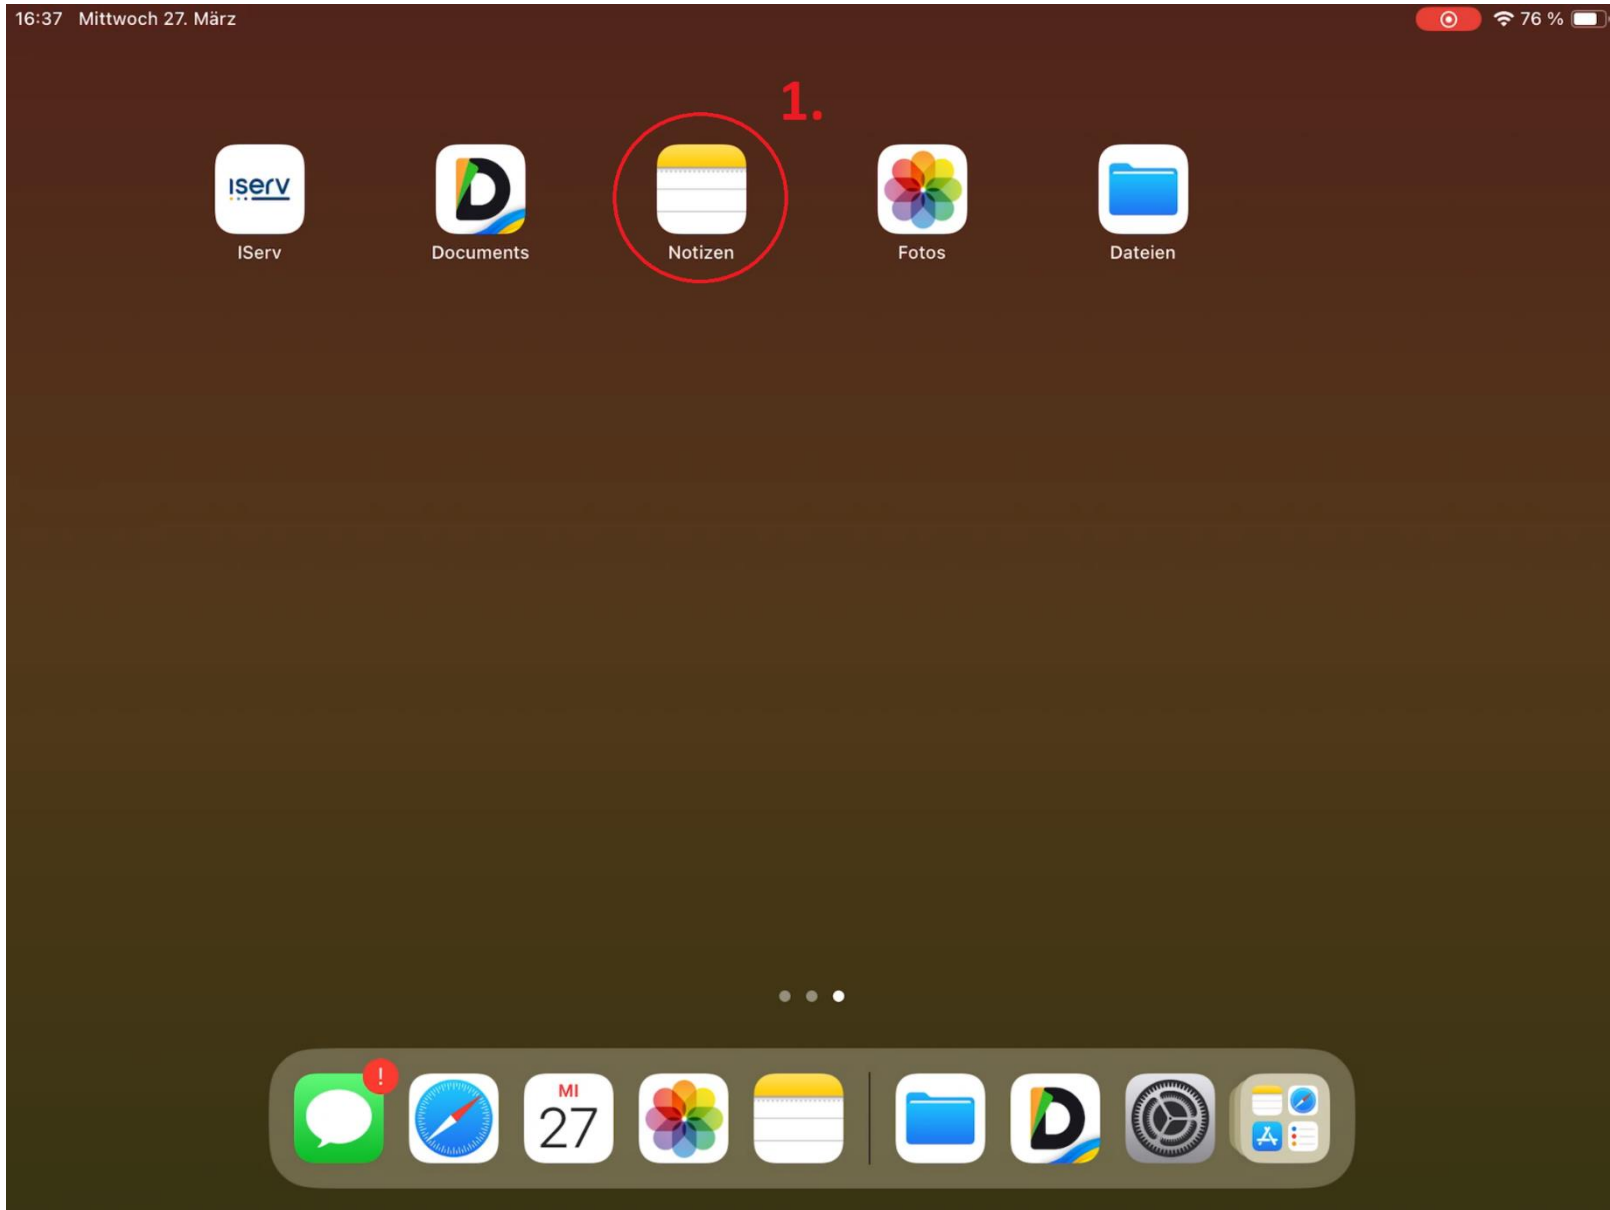 16:37 Mittwoch 27. März
76 %
1.
ISERV
IServ
Documents
Notizen
Fotos
Dateien
!
MI
27